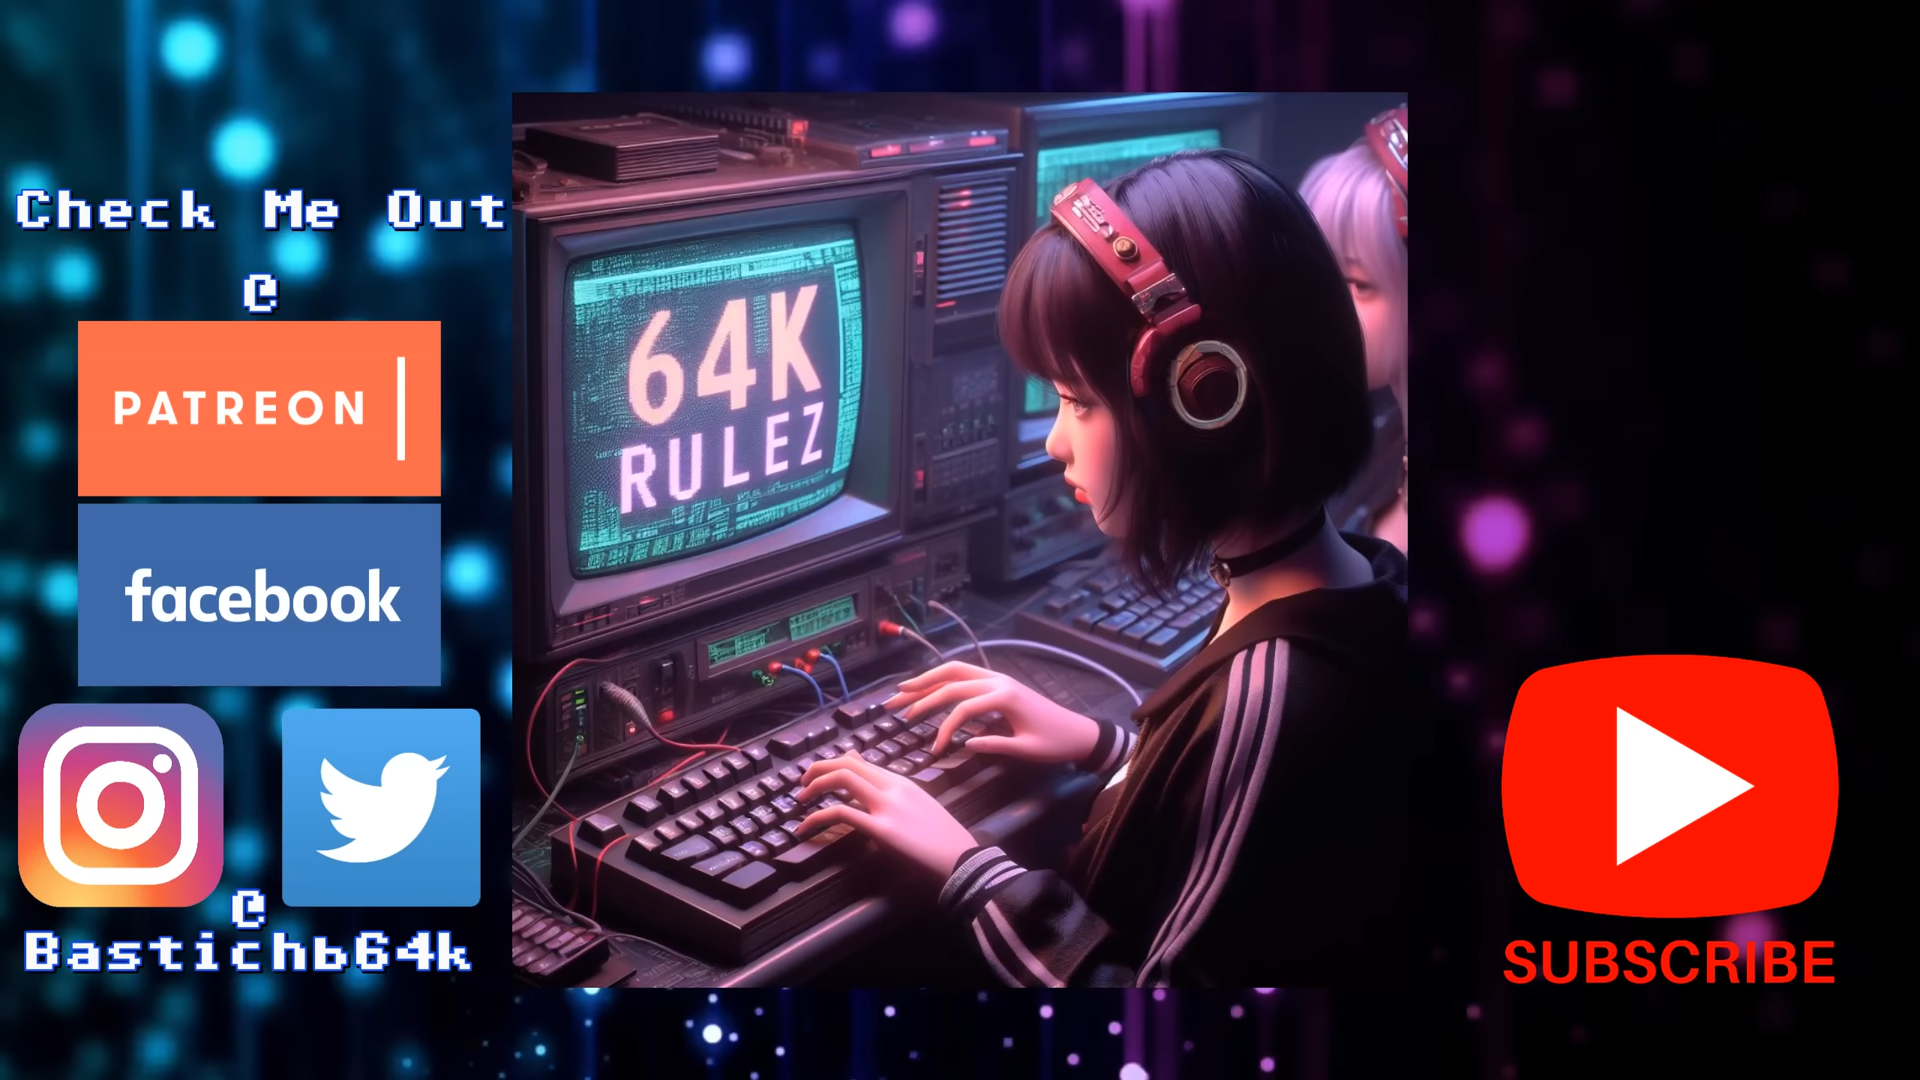 Check Me Out
@
PATREON
facebook
@
Bastichb64k
64K
RULEZ
SUBSCRIBE